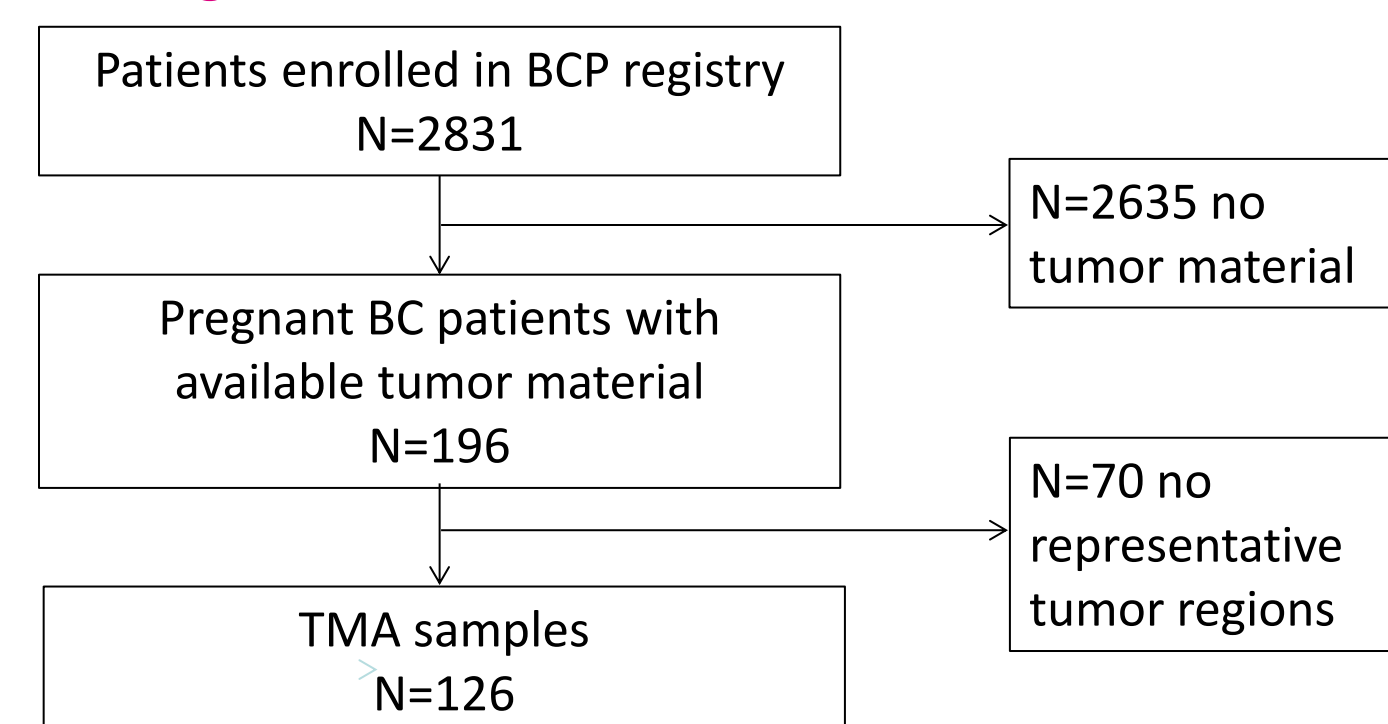 Patients enrolled in BCP registry
N=2831
N=2635 no
tumor material
Pregnant BC patients with
available tumor material
N=196
N=70 no
representative
tumor regions
TMA samples
>
N=126